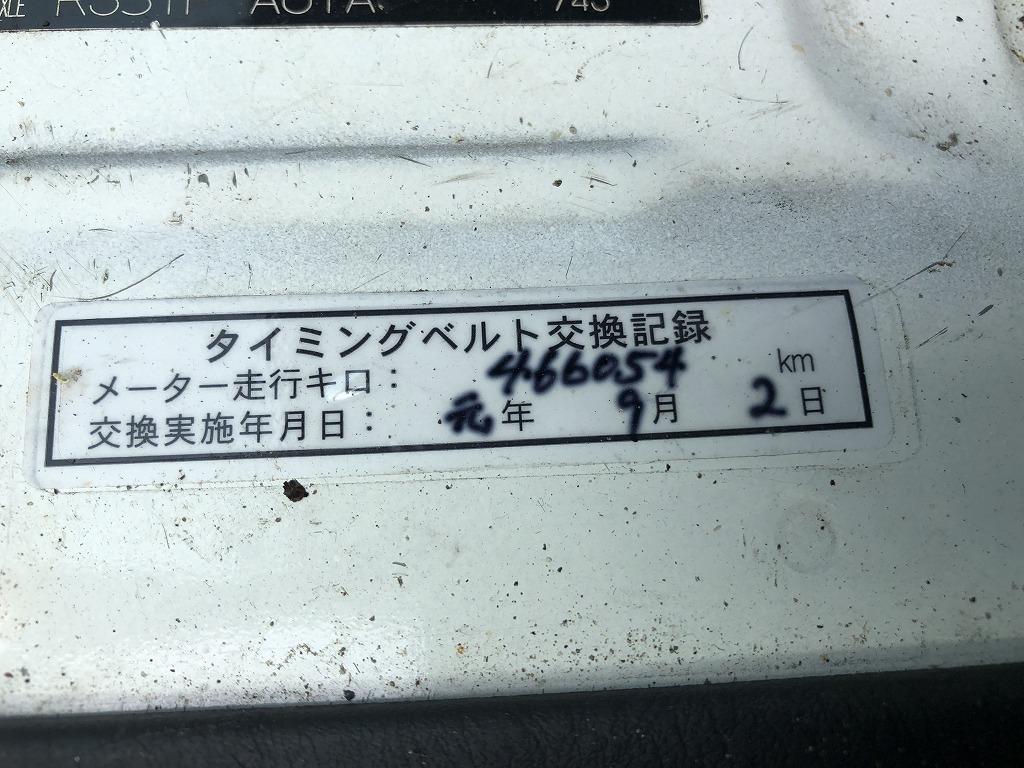 タイミングベルト交換記録
メーター走行キロ： 466054 km
交換実施年月日： 元年 9月 2日